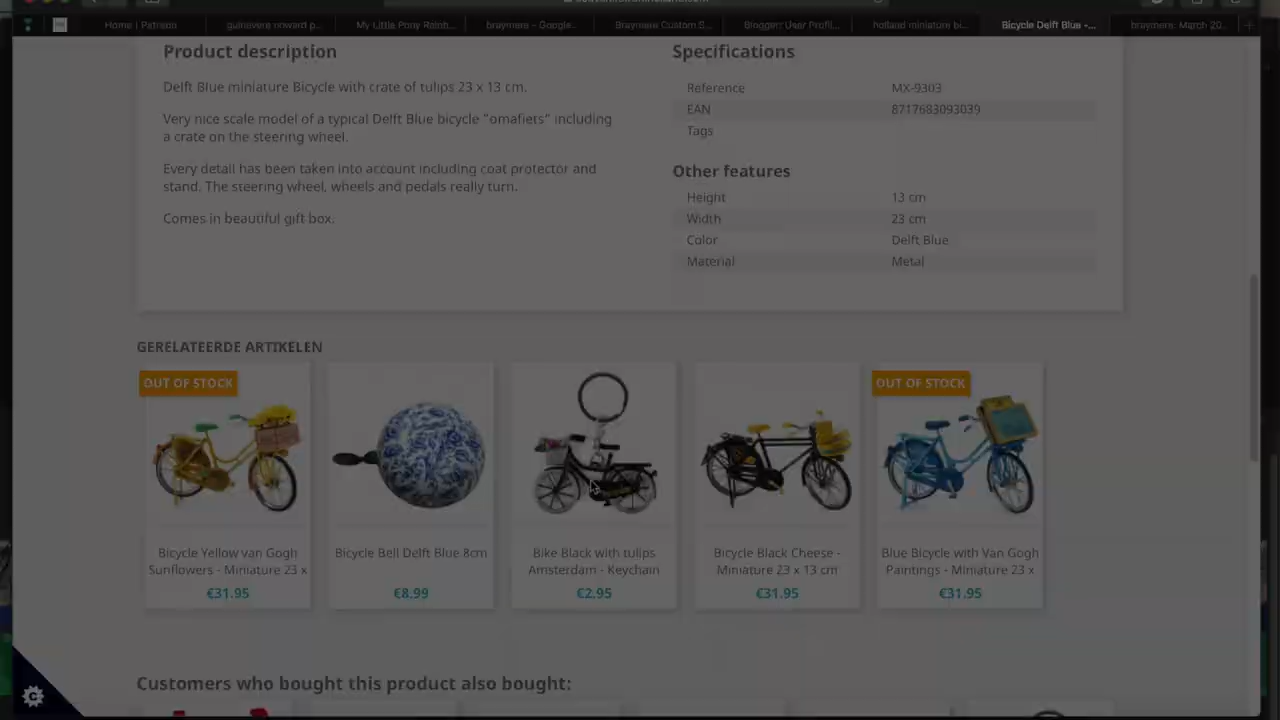 Home | Patreon
guinevere howard p...
My Little Pony Rainb...
braymere – Google...
Braymere Custom S...
Blogger: User Profil...
holland miniature bi...
Bicycle Delft Blue -...
braymere: March 20...
Product description
Delft Blue miniature Bicycle with crate of tulips 23 x 13 cm.
Very nice scale model of a typical Delft Blue bicycle "omafiets" including
a crate on the steering wheel.
Every detail has been taken into account including coat protector and
stand. The steering wheel, wheels and pedals really turn.
Comes in beautiful gift box.
Specifications
Reference MX-9303
EAN 8717683093039
Tags
Other features
Height 13 cm
Width 23 cm
Color Delft Blue
Material Metal
GERELATEERDE ARTIKELEN
OUT OF STOCK
Bicycle Yellow van Gogh
Sunflowers - Miniature 23 x
€31.95
Bicycle Bell Delft Blue 8cm
€8.99
Bike Black with tulips
Amsterdam - Keychain
€2.95
Bicycle Black Cheese -
Miniature 23 x 13 cm
€31.95
OUT OF STOCK
Blue Bicycle with Van Gogh
Paintings - Miniature 23 x
€31.95
Customers who bought this product also bought: